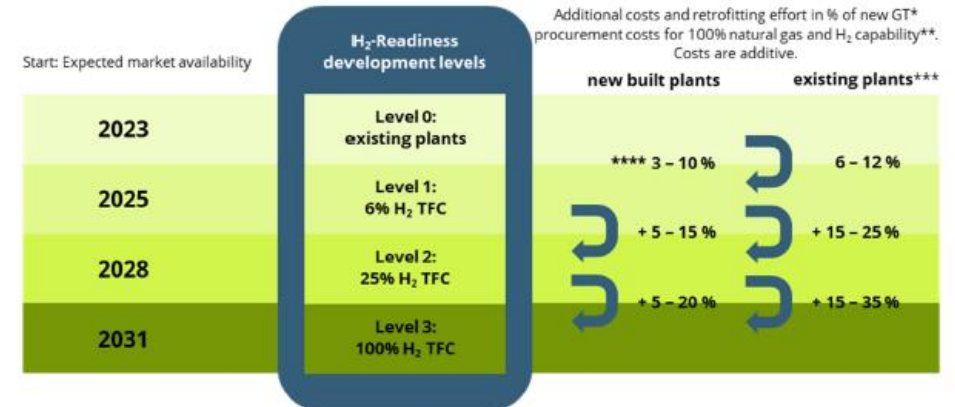 Start: Expected market availability
H₂-Readiness
development levels
Additional costs and retrofitting effort in % of new GT*
procurement costs for 100% natural gas and H₂ capability**.
Costs are additive.
new built plants
existing plants***
2023
Level 0:
existing plants
**** 3 – 10 %
6 – 12 %
2025
Level 1:
6% H₂ TFC
+ 5 – 15 %
+ 15 – 25 %
2028
Level 2:
25% H₂ TFC
+ 5 – 20 %
+ 15 – 35 %
2031
Level 3:
100% H₂ TFC